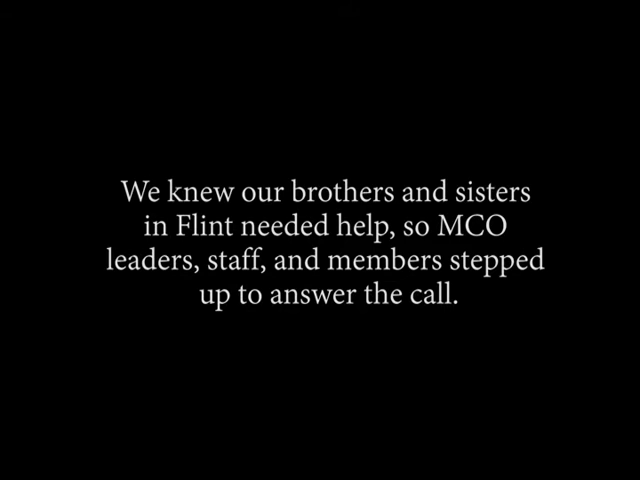 We knew our brothers and sisters
in Flint needed help, so MCO
leaders, staff, and members stepped
up to answer the call.